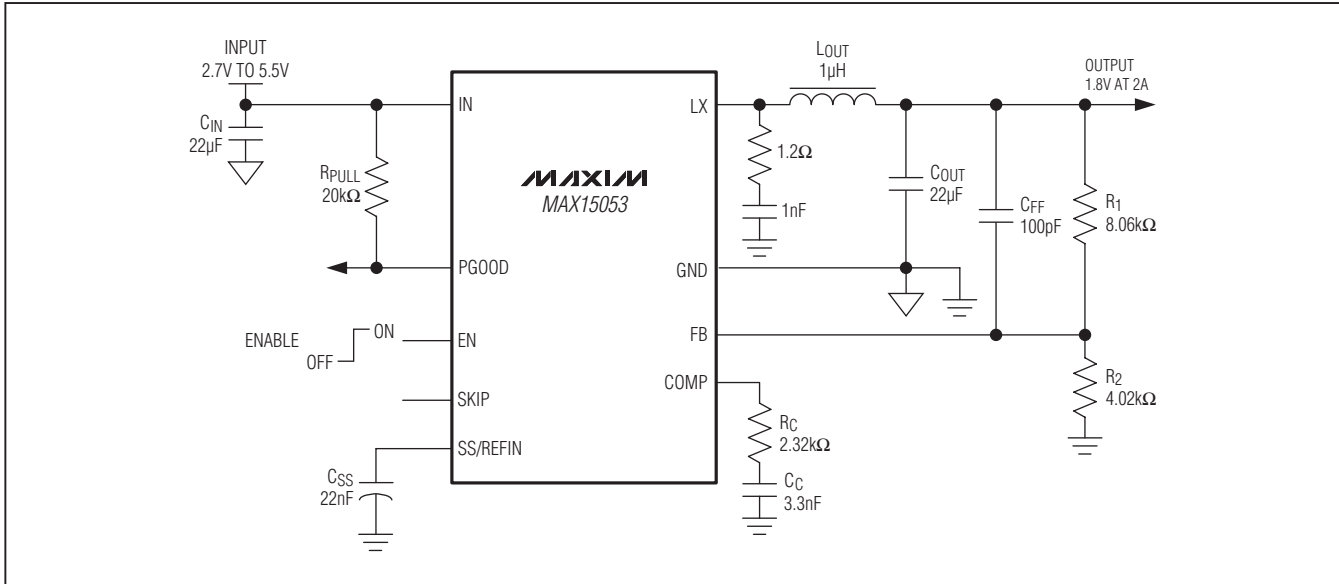 INPUT
2.7V TO 5.5V
CIN
22µF
RPULL
20kΩ
IN
PGOOD
ENABLE
OFF
ON
EN
SKIP
SS/REFIN
CSS
22nF
MAXIM
MAX15053
LX
GND
FB
COMP
LOUT
1µH
1.2Ω
1nF
COUT
22µF
CFF
100pF
OUTPUT
1.8V AT 2A
R1
8.06kΩ
R2
4.02kΩ
RC
2.32kΩ
CC
3.3nF